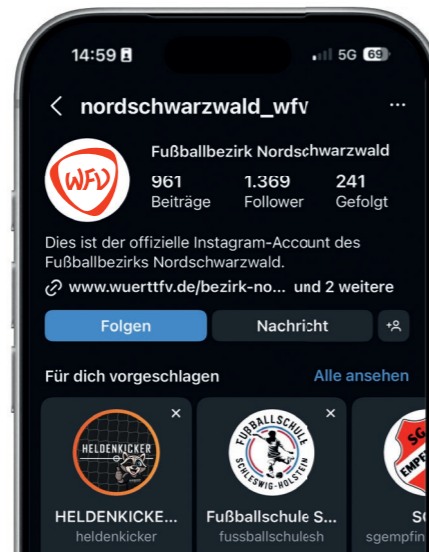 14:59 5G 69
nordschwarzwald_wfv ...
WFV
Fußballbezirk Nordschwarzwald
961 1.369 241
Beiträge Follower Gefolgt
Dies ist der offizielle Instagram-Account des
Fußballbezirks Nordschwarzwald.
www.wuerttfv.de/bezirk-no... und 2 weitere
Folgen Nachricht
Für dich vorgeschlagen Alle ansehen
HELDENKICKER
FUßBALLSCHULE
SCHLESWIG-HOLSTEIN
SG
HELDENKICKE... Fußballschule S... SG
heldenkicker fussballschulesh sgempfin